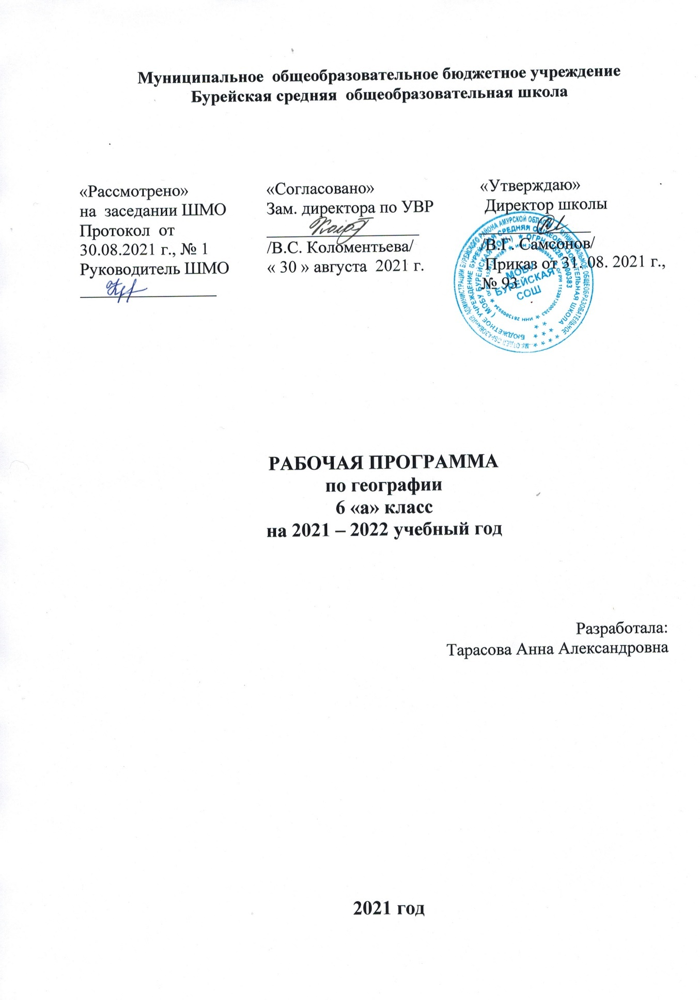 Муниципальное общеобразовательное бюджетное учреждение
Бурейская средняя общеобразовательная школа
«Рассмотрено»
на заседании ШМО
Протокол от
30.08.2021 г., № 1
Руководитель ШМО
«Согласовано»
Зам. директора по УВР
/В.С. Коломентьева/
« 30 » августа 2021 г.
«Утверждаю»
Директор школы
/В.Г. Самсонов/
Приказ от 31. 08. 2021 г.,
№ 93
МОБУ
БУРЕЙСКАЯ
СОШ
РАБОЧАЯ ПРОГРАММА
по географии
6 «а» класс
на 2021 – 2022 учебный год
Разработала:
Тарасова Анна Александровна
2021 год